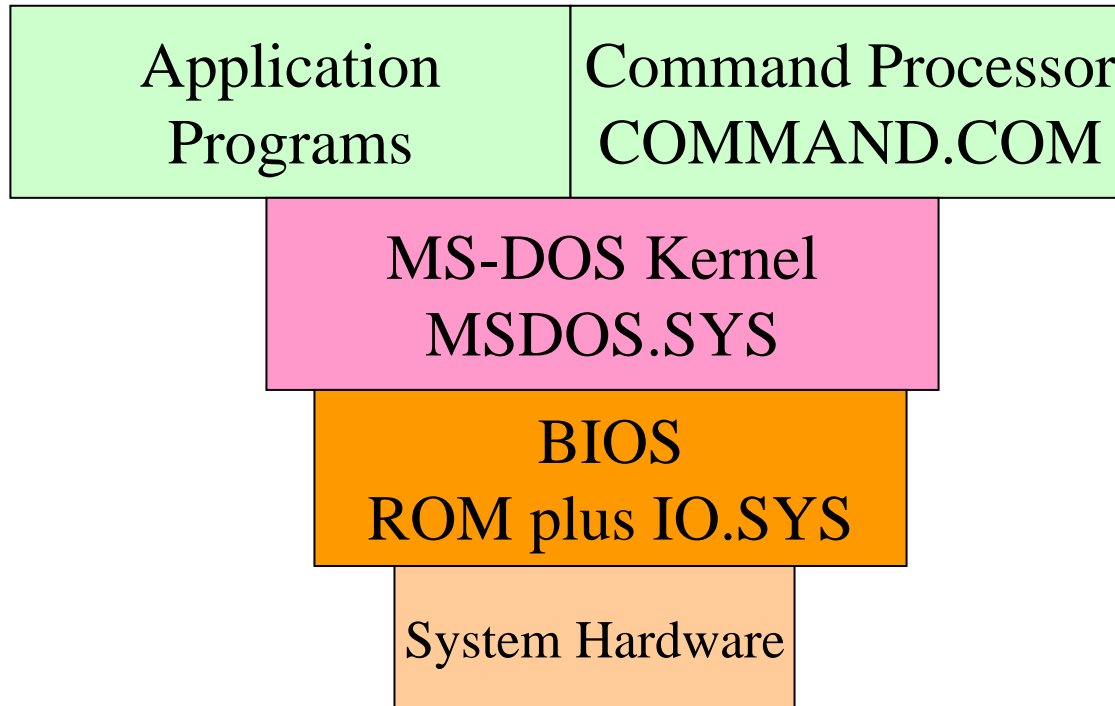 Application
Programs
Command Processor
COMMAND.COM
MS-DOS Kernel
MSDOS.SYS
BIOS
ROM plus IO.SYS
System Hardware